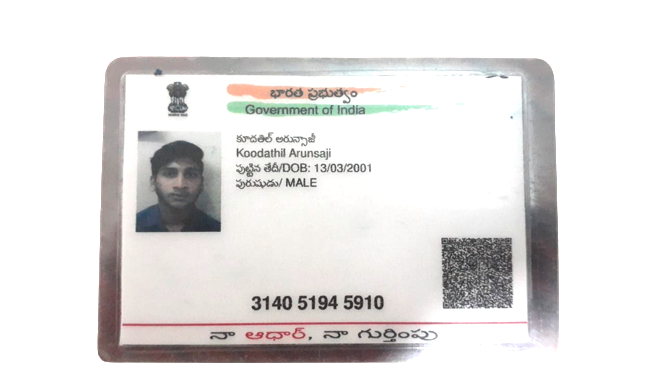 భారత ప్రభుత్వం
Government of India
కూడతిల్ అరున్సాజీ
Koodathil Arunsaji
పుట్టిన తేదీ/DOB: 13/03/2001
పురుషుడు/ MALE
3140 5194 5910
నా ఆధార్, నా గుర్తింపు